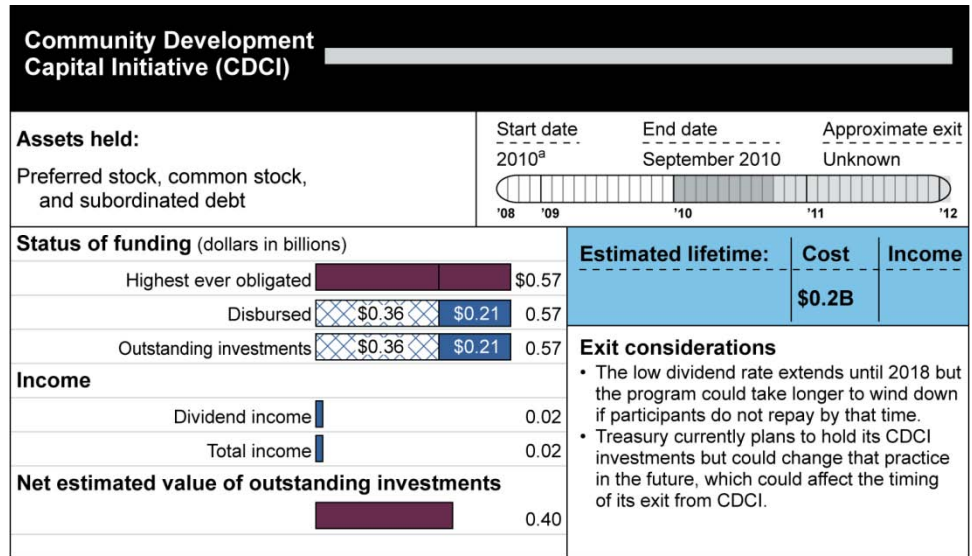 Community Development
Capital Initiative (CDCI)
Assets held:
Preferred stock, common stock,
and subordinated debt
Start date End date Approximate exit
2010a September 2010 Unknown
'08 '09 '10 '11 '12
Status of funding (dollars in billions)
Highest ever obligated $0.57
Disbursed $0.36 $0.21 0.57
Outstanding investments $0.36 $0.21 0.57
Income
Dividend income 0.02
Total income 0.02
Net estimated value of outstanding investments
0.40
Estimated lifetime: Cost Income
$0.2B
Exit considerations
• The low dividend rate extends until 2018 but
the program could take longer to wind down
if participants do not repay by that time.
• Treasury currently plans to hold its CDCI
investments but could change that practice
in the future, which could affect the timing
of its exit from CDCI.